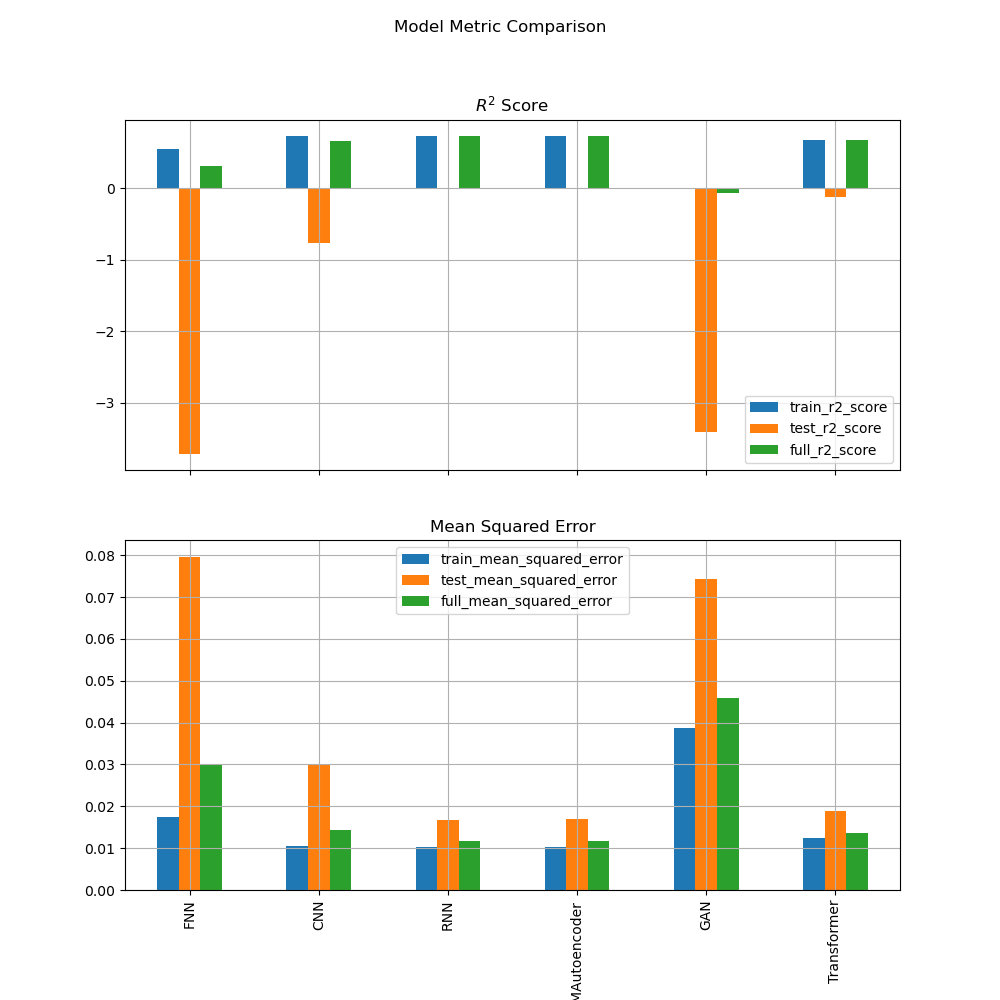 Model Metric Comparison
R² Score
0
−1
−2
−3
train_r2_score
test_r2_score
full_r2_score
Mean Squared Error
0.08
0.07
0.06
0.05
0.04
0.03
0.02
0.01
0.00
train_mean_squared_error
test_mean_squared_error
full_mean_squared_error
FNN
CNN
RNN
MAutoencoder
GAN
Transformer